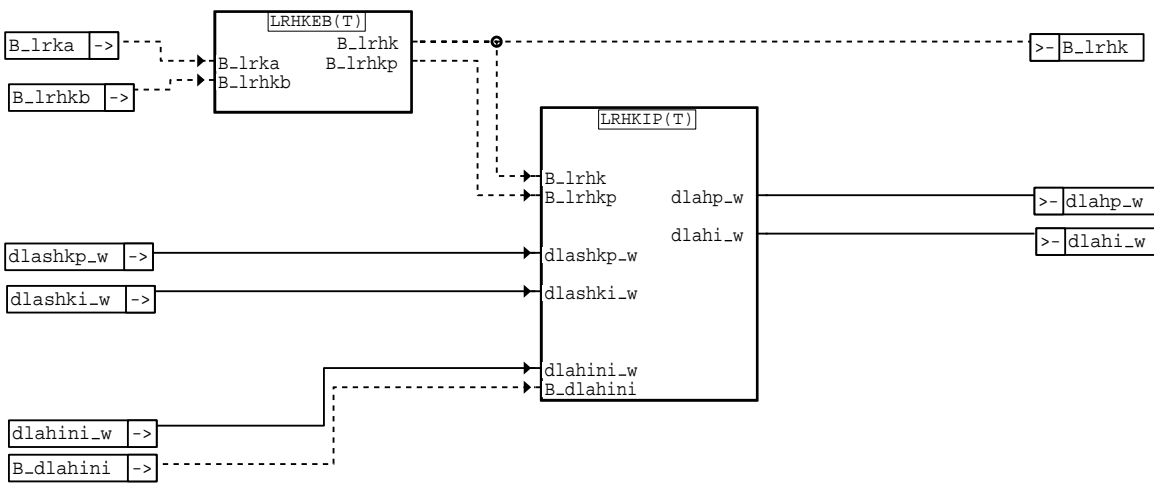 LRHKEB(T)
B_lrka ->
B_lrhk
B_lrhkp
B_lrka
B_lrhkb
>- B_lrhk
B_lrhkb ->
LRHKIP(T)
B_lrhk
B_lrhkp
dlahp_w
>- dlahp_w
dlahi_w
>- dlahi_w
dlashkp_w ->
dlashkp_w
dlashki_w ->
dlashki_w
dlahini_w
B_dlahini
dlahini_w ->
B_dlahini ->